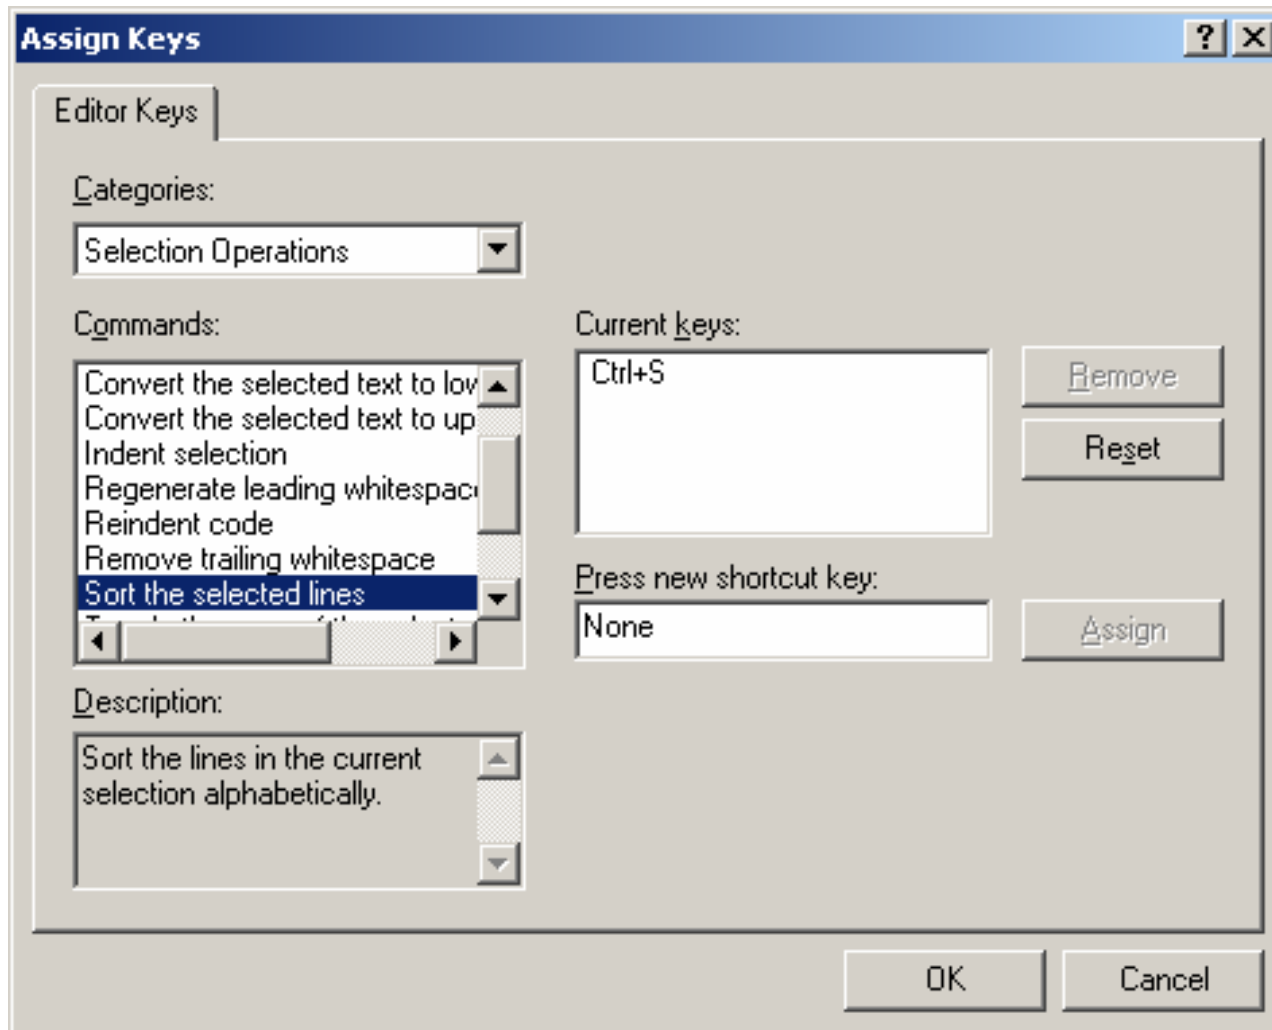 Assign Keys
Editor Keys
Categories:
Selection Operations
Commands:
Convert the selected text to low
Convert the selected text to up
Indent selection
Regenerate leading whitespac
Reindent code
Remove trailing whitespace
Sort the selected lines
Description:
Sort the lines in the current
selection alphabetically.
Current keys:
Ctrl+S
Remove
Reset
Press new shortcut key:
None
Assign
OK
Cancel